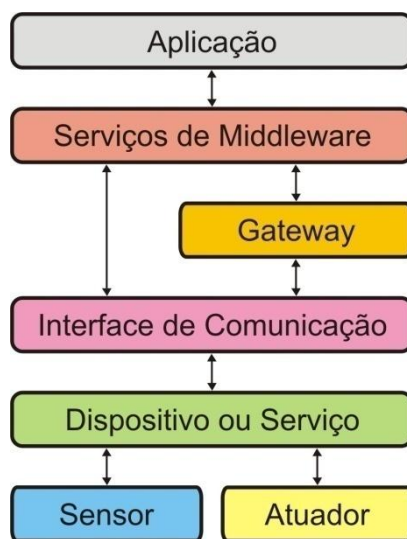 Aplicação
Serviços de Middleware
Gateway
Interface de Comunicação
Dispositivo ou Serviço
Sensor
Atuador